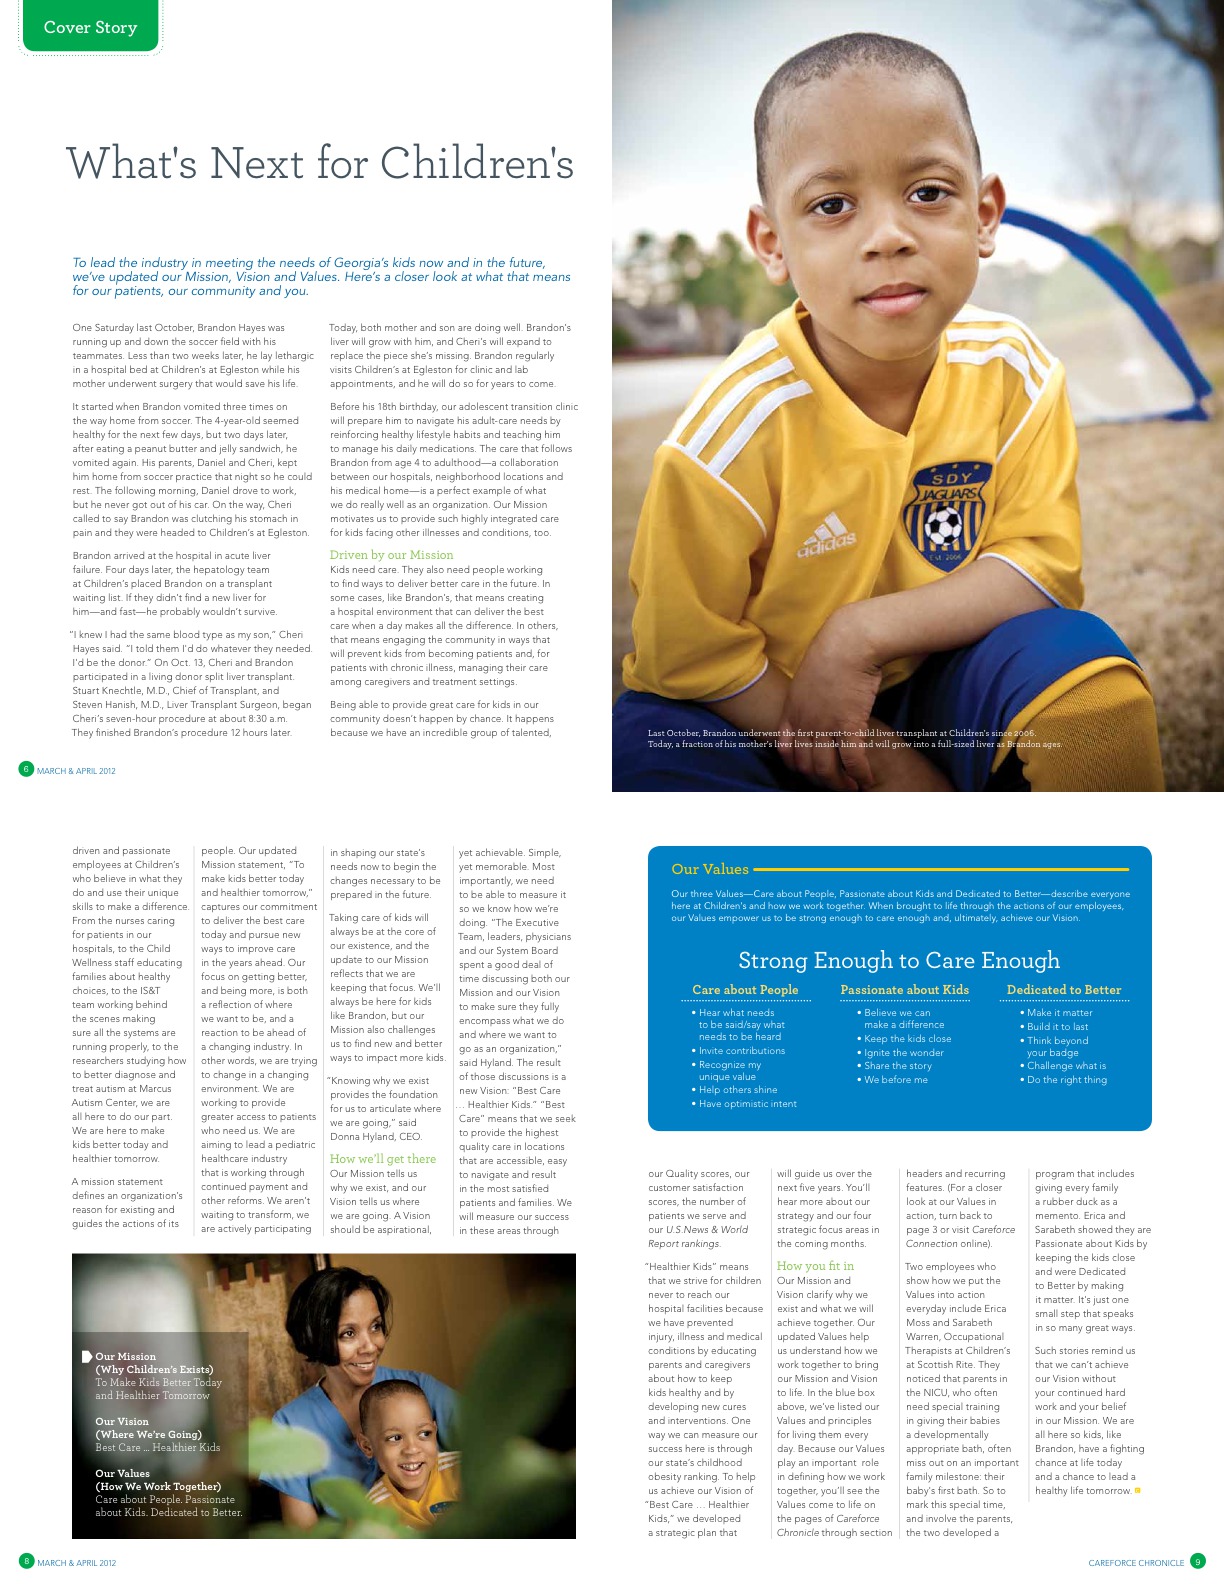 Cover Story
What's Next for Children's
To lead the industry in meeting the needs of Georgia's kids now and in the future,
we've updated our Mission, Vision and Values. Here's a closer look at what that means
for our patients, our community and you.
One Saturday last October, Brandon Hayes was
running up and down the soccer field with his
teammates. Less than two weeks later, he lay lethargic
in a hospital bed at Children's at Egleston while his
mother underwent surgery that would save his life.
It started when Brandon vomited three times on
the way home from soccer. The 4-year-old seemed
healthy for the next few days, but two days later,
after eating a peanut butter and jelly sandwich, he
vomited again. His parents, Daniel and Cheri, kept
him home from soccer practice that night so he could
rest. The following morning, Daniel drove to work,
but he never got out of his car. On the way, Cheri
called to say Brandon was clutching his stomach in
pain and they were headed to Children's at Egleston.
Brandon arrived at the hospital in acute liver
failure. Four days later, the hepatology team
at Children's placed Brandon on a transplant
waiting list. If they didn't find a new liver for
him—and fast—he probably wouldn't survive.
"I knew I had the same blood type as my son," Cheri
Hayes said. "I told them I'd do whatever they needed.
I'd be the donor." On Oct. 13, Cheri and Brandon
participated in a living donor split liver transplant.
Stuart Knechtle, M.D., Chief of Transplant, and
Steven Hanish, M.D., Liver Transplant Surgeon, began
Cheri's seven-hour procedure at about 8:30 a.m.
They finished Brandon's procedure 12 hours later.
Today, both mother and son are doing well. Brandon's
liver will grow with him, and Cheri's will expand to
replace the piece she's missing. Brandon regularly
visits Children's at Egleston for clinic and lab
appointments, and he will do so for years to come.
Before his 18th birthday, our adolescent transition clinic
will prepare him to navigate his adult-care needs by
reinforcing healthy lifestyle habits and teaching him
to manage his daily medications. The care that follows
Brandon from age 4 to adulthood—a collaboration
between our hospitals, neighborhood locations and
his medical home—is a perfect example of what
we do really well as an organization. Our Mission
motivates us to provide such highly integrated care
for kids facing other illnesses and conditions, too.
Driven by our Mission
Kids need care. They also need people working
to find ways to deliver better care in the future. In
some cases, like Brandon's, that means creating
a hospital environment that can deliver the best
care when a day makes all the difference. In others,
that means engaging the community in ways that
will prevent kids from becoming patients and, for
patients with chronic illness, managing their care
among caregivers and treatment settings.
Being able to provide great care for kids in our
community doesn't happen by chance. It happens
because we have an incredible group of talented,
6 MARCH & APRIL 2012
SDY
JAGUARS
Est. 2006
adidas
Last October, Brandon underwent the first parent-to-child liver transplant at Children's since 2006.
Today, a fraction of his mother's liver lives inside him and will grow into a full-sized liver as Brandon ages.
driven and passionate
employees at Children's
who believe in what they
do and use their unique
skills to make a difference.
From the nurses caring
for patients in our
hospitals, to the Child
Wellness staff educating
families about healthy
choices, to the IS&T
team working behind
the scenes making
sure all the systems are
running properly, to the
researchers studying how
to better diagnose and
treat autism at Marcus
Autism Center, we are
all here to do our part.
We are here to make
kids better today and
healthier tomorrow.
A mission statement
defines an organization's
reason for existing and
guides the actions of its
people. Our updated
Mission statement, "To
make kids better today
and healthier tomorrow,"
captures our commitment
to deliver the best care
today and pursue new
ways to improve care
in the years ahead. Our
focus on getting better,
and being more, is both
a reflection of where
we want to be, and a
reaction to be ahead of
a changing industry. In
other words, we are trying
to change in a changing
environment. We are
working to provide
greater access to patients
who need us. We are
aiming to lead a pediatric
healthcare industry
that is working through
continued payment and
other reforms. We aren't
waiting to transform, we
are actively participating
in shaping our state's
needs now to begin the
changes necessary to be
prepared in the future.
Taking care of kids will
always be at the core of
our existence, and the
update to our Mission
reflects that we are
keeping that focus. We'll
always be here for kids
like Brandon, but our
Mission also challenges
us to find new and better
ways to impact more kids.
"Knowing why we exist
provides the foundation
for us to articulate where
we are going," said
Donna Hyland, CEO.
How we'll get there
Our Mission tells us
why we exist, and our
Vision tells us where
we are going. A Vision
should be aspirational,
yet achievable. Simple,
yet memorable. Most
importantly, we need
to be able to measure it
so we know how we're
doing. "The Executive
Team, leaders, physicians
and our System Board
spent a good deal of
time discussing both our
Mission and our Vision
to make sure they fully
encompass what we do
and where we want to
go as an organization,"
said Hyland. The result
of those discussions is a
new Vision: "Best Care
... Healthier Kids." "Best
Care" means that we seek
to provide the highest
quality care in locations
that are accessible, easy
to navigate and result
in the most satisfied
patients and families. We
will measure our success
in these areas through
Our Mission
(Why Children's Exists)
To Make Kids Better Today
and Healthier Tomorrow
Our Vision
(Where We're Going)
Best Care ... Healthier Kids
Our Values
(How We Work Together)
Care about People. Passionate
about Kids. Dedicated to Better.
8 MARCH & APRIL 2012
Our Values
Our three Values—Care about People, Passionate about Kids and Dedicated to Better—describe everyone
here at Children's and how we work together. When brought to life through the actions of our employees,
our Values empower us to be strong enough to care enough and, ultimately, achieve our Vision.
Strong Enough to Care Enough
Care about People
• Hear what needs
to be said/say what
needs to be heard
• Invite contributions
• Recognize my
unique value
• Help others shine
• Have optimistic intent
Passionate about Kids
• Believe we can
make a difference
• Keep the kids close
• Ignite the wonder
• Share the story
• We before me
Dedicated to Better
• Make it matter
• Build it to last
• Think beyond
your badge
• Challenge what is
• Do the right thing
our Quality scores, our
customer satisfaction
scores, the number of
patients we serve and
our U.S.News & World
Report rankings.
"Healthier Kids" means
that we strive for children
never to reach our
hospital facilities because
we have prevented
injury, illness and medical
conditions by educating
parents and caregivers
about how to keep
kids healthy and by
developing new cures
and interventions. One
way we can measure our
success here is through
our state's childhood
obesity ranking. To help
us achieve our Vision of
"Best Care ... Healthier
Kids," we developed
a strategic plan that
will guide us over the
next five years. You'll
hear more about our
strategy and our four
strategic focus areas in
the coming months.
How you fit in
Our Mission and
Vision clarify why we
exist and what we will
achieve together. Our
updated Values help
us understand how we
work together to bring
our Mission and Vision
to life. In the blue box
above, we've listed our
Values and principles
for living them every
day. Because our Values
play an important role
in defining how we work
together, you'll see the
Values come to life on
the pages of Careforce
Chronicle through section
headers and recurring
features. (For a closer
look at our Values in
action, turn back to
page 3 or visit Careforce
Connection online).
Two employees who
show how we put the
Values into action
everyday include Erica
Moss and Sarabeth
Warren, Occupational
Therapists at Children's
at Scottish Rite. They
noticed that parents in
the NICU, who often
need special training
in giving their babies
a developmentally
appropriate bath, often
miss out on an important
family milestone: their
baby's first bath. So to
mark this special time,
and involve the parents,
the two developed a
program that includes
giving every family
a rubber duck as a
memento. Erica and
Sarabeth showed they are
Passionate about Kids by
keeping the kids close
and were Dedicated
to Better by making
it matter. It's just one
small step that speaks
in so many great ways.
Such stories remind us
that we can't achieve
our Vision without
your continued hard
work and your belief
in our Mission. We are
all here so kids, like
Brandon, have a fighting
chance at life today
and a chance to lead a
healthy life tomorrow.
CAREFORCE CHRONICLE 9